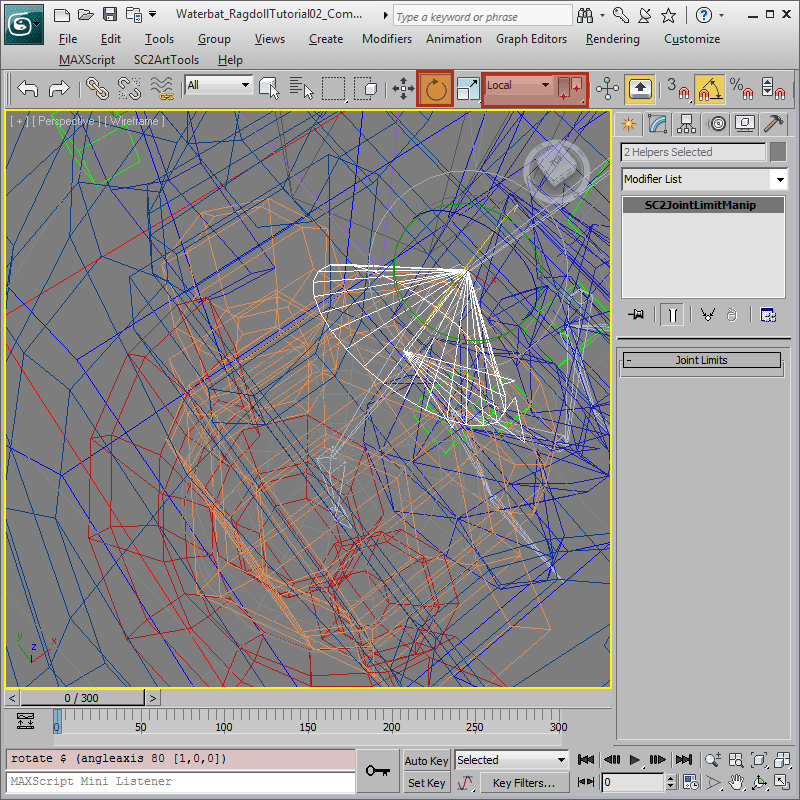 Waterbat_RagdollTutorial02_Com...
Type a keyword or phrase
File Edit Tools Group Views Create Modifiers Animation Graph Editors Rendering Customize
MAXScript SC2ArtTools Help
All
Local
3
%
[ + ] [ Perspective ] [ Wireframe ]
2 Helpers Selected
Modifier List
SC2JointLimitManip
- Joint Limits
x
y
z
x
< 0 / 300 >
0 50 100 150 200 250 300
rotate $ (angleaxis 80 [1,0,0])
MAXScript Mini Listener
Auto Key
Selected
Set Key
Key Filters...
0